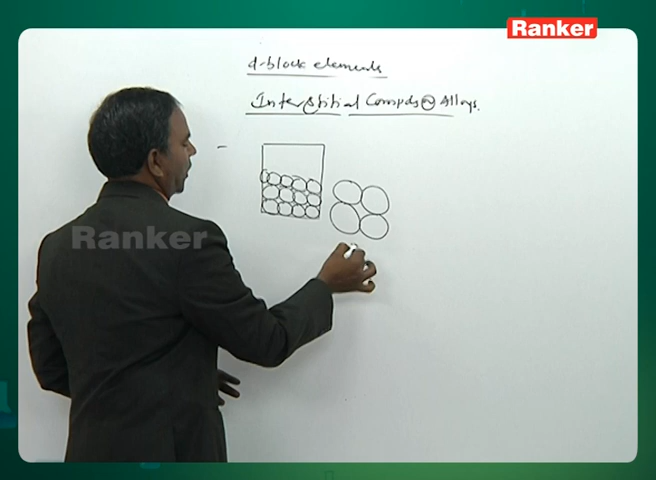 Ranker
d-block elements
Interstitial Compds Alloys.
Ranker